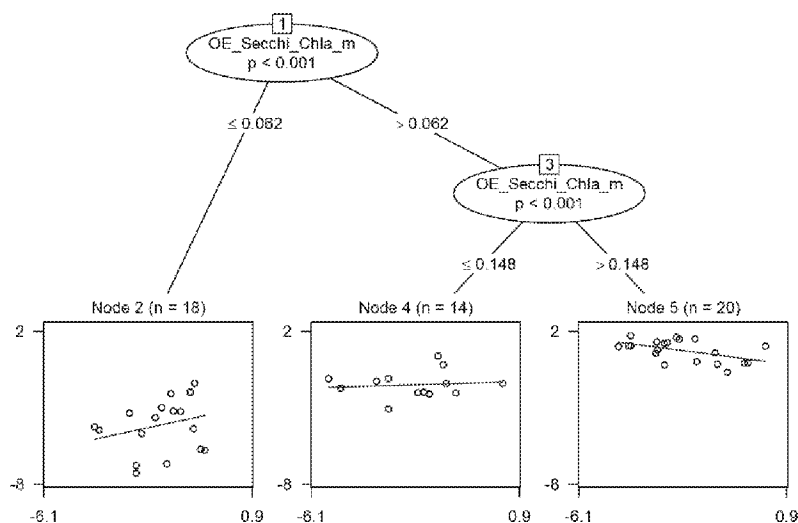 1
OE_Secchi_Chla_m
p < 0.001
≤ 0.062
> 0.062
3
OE_Secchi_Chla_m
p < 0.001
≤ 0.148
> 0.148
Node 2 (n = 18)
Node 4 (n = 14)
Node 5 (n = 20)
2
2
2
-8
-8
-8
-6.1
0.9
-6.1
0.9
-6.1
0.9